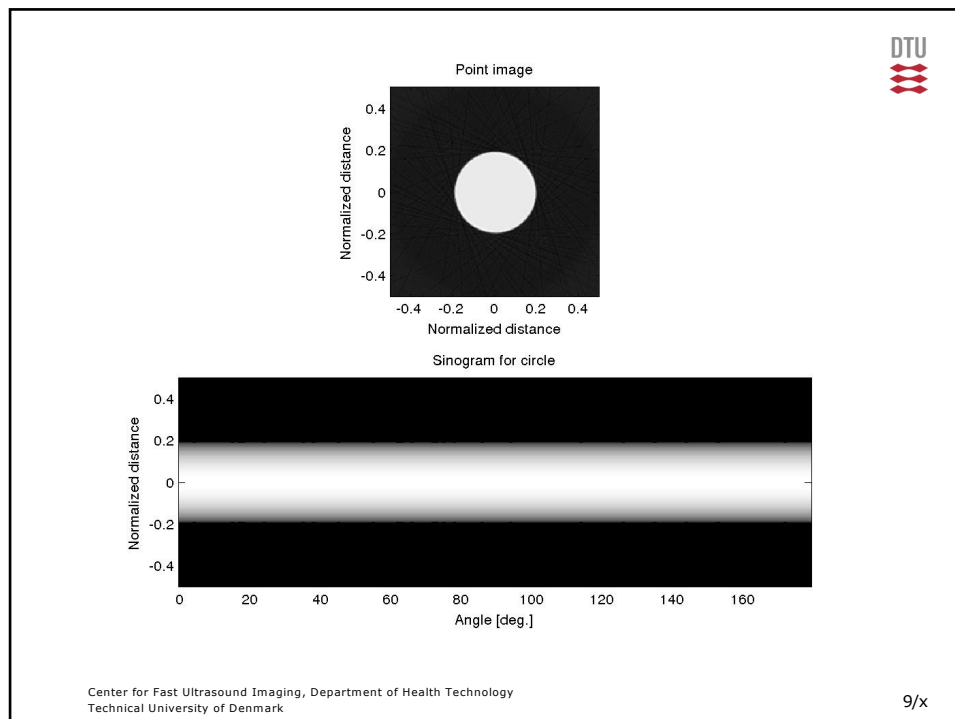 DTU
Point image
0.4
0.2
0
-0.2
-0.4
Normalized distance
-0.4 -0.2 0 0.2 0.4
Normalized distance
Sinogram for circle
0.4
0.2
0
-0.2
-0.4
Normalized distance
0 20 40 60 80 100 120 140 160
Angle [deg.]
Center for Fast Ultrasound Imaging, Department of Health Technology
Technical University of Denmark
9/x